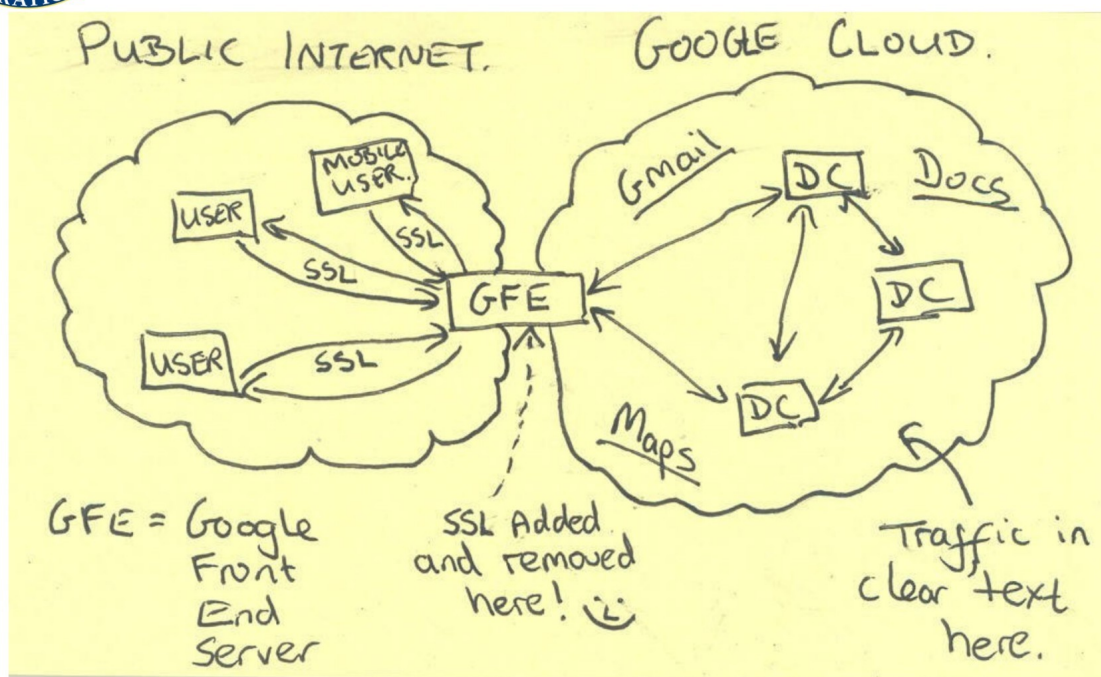 PUBLIC INTERNET.
GOOGLE CLOUD.
MOBILE
USER.
USER
SSL
SSL
GFE
USER
SSL
Gmail
DC
Docs
DC
DC
Maps
GFE = Google
Front
End
Server
SSL Added
and removed
here!
Traffic in
clear text
here.